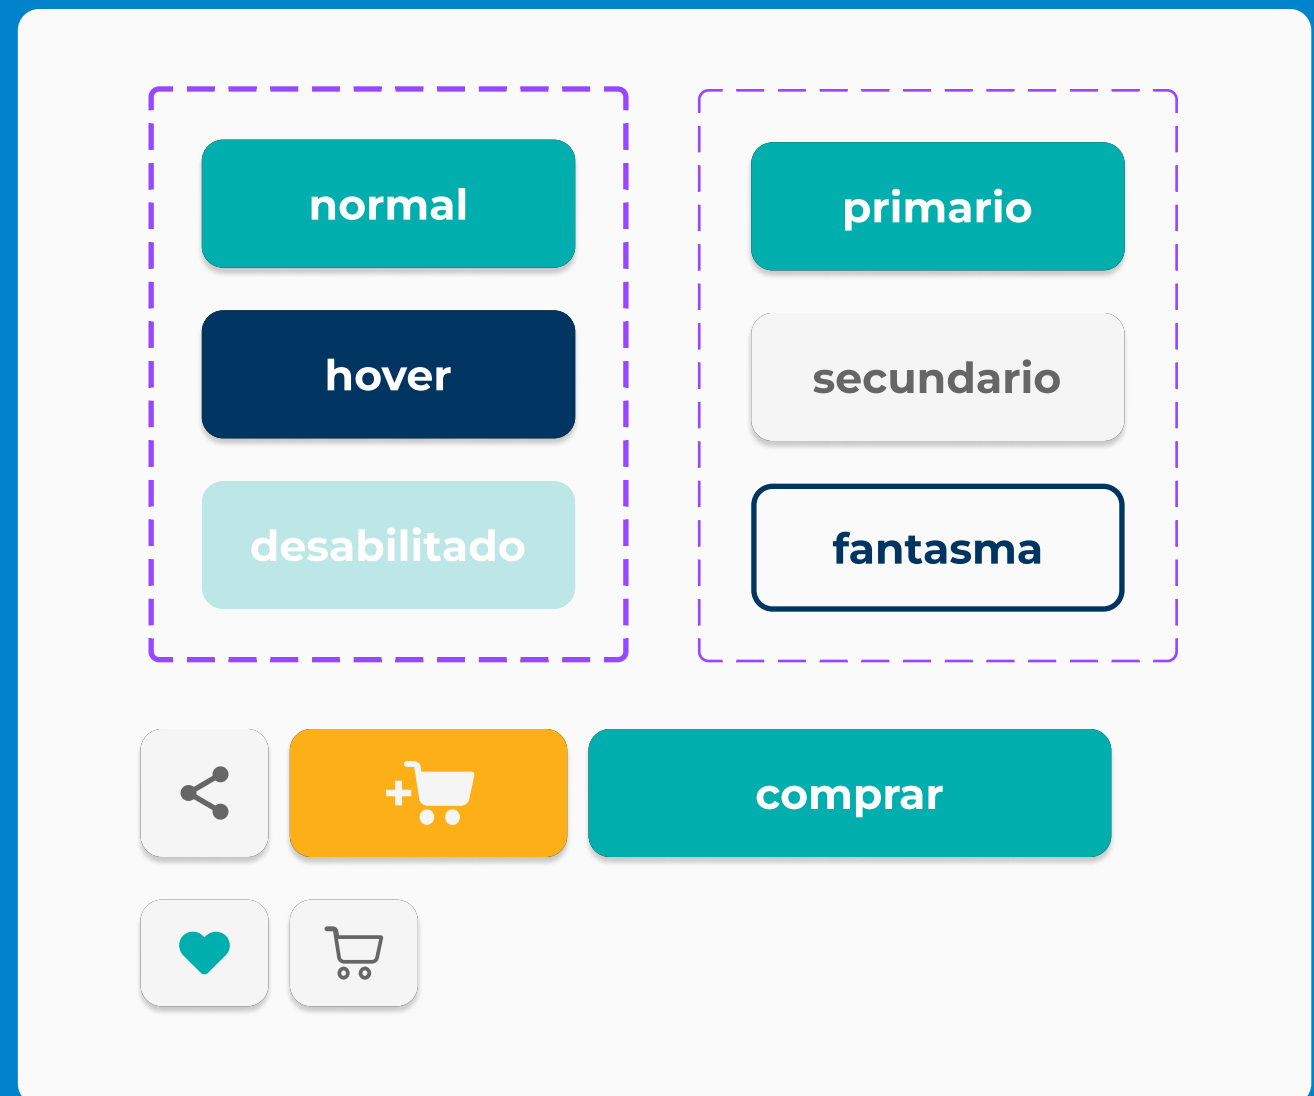 normal
hover
desabilitado
primario
secundario
fantasma
comprar